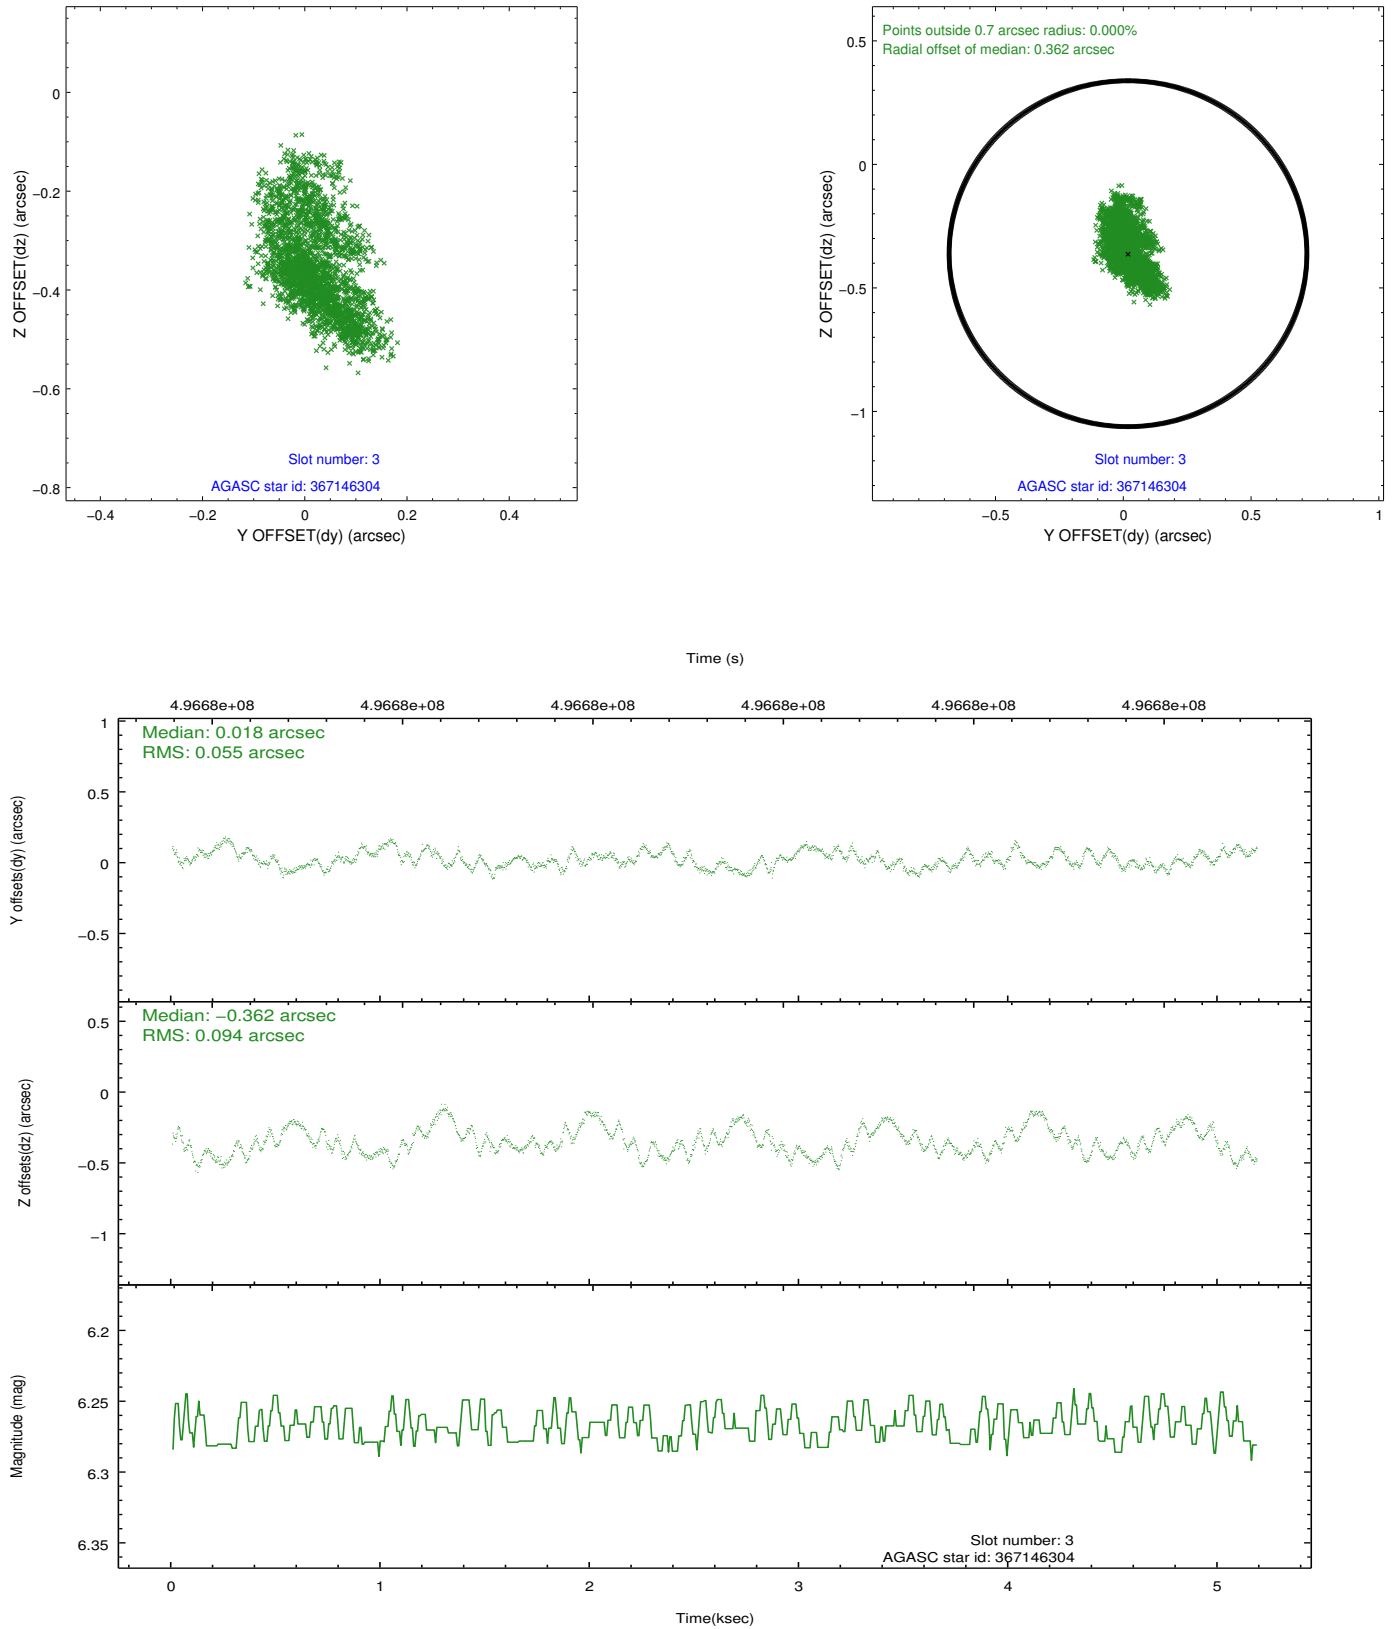 0
−0.2
−0.4
−0.6
−0.8
Z OFFSET(dz) (arcsec)
Slot number: 3
AGASC star id: 367146304
−0.4
−0.2
0
0.2
0.4
Y OFFSET(dy) (arcsec)
Points outside 0.7 arcsec radius: 0.000%
Radial offset of median: 0.362 arcsec
0.5
0
−0.5
−1
Z OFFSET(dz) (arcsec)
Slot number: 3
AGASC star id: 367146304
−0.5
0
0.5
1
Y OFFSET(dy) (arcsec)
Time (s)
4.9668e+08
4.9668e+08
4.9668e+08
4.9668e+08
4.9668e+08
4.9668e+08
Median: 0.018 arcsec
RMS: 0.055 arcsec
1
0.5
0
−0.5
Y offsets(dy) (arcsec)
Median: −0.362 arcsec
RMS: 0.094 arcsec
0.5
0
−0.5
−1
Z offsets(dz) (arcsec)
6.2
6.25
6.3
6.35
Magnitude (mag)
Slot number: 3
AGASC star id: 367146304
0
1
2
3
4
5
Time(ksec)